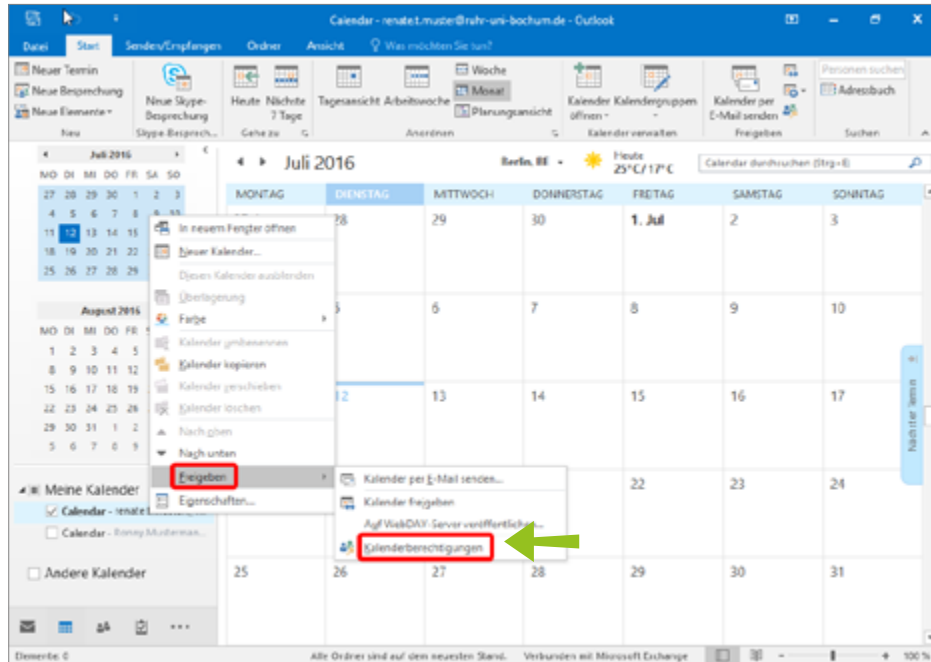 Calendar - renate.t.muster@ruhr-uni-bochum.de - Outlook
Datei Start Senden/Empfangen Ordner Ansicht Was möchten Sie tun?
Neuer Termin
Neue Besprechung
Neue Elemente
Neu
Neue Skype-
Besprechung
Skype-Besprech...
Heute Nächste
7 Tage
Gehe zu
Tagesansicht Arbeitswoche
Woche
Monat
Planungsansicht
Anordnen
Kalender Kalendergruppen
öffnen
Kalender verwalten
Kalender per
E-Mail senden
Freigeben
Personen suchen
Adressbuch
Suchen
Juli 2016
MO DI MI DO FR SA SO
27 28 29 30 1 2 3
4 5 6 7 8 9 10
11 12 13 14 15
18 19 20 21 22
25 26 27 28 29
August 2016
MO DI MI DO FR
1 2 3 4 5
8 9 10 11 12
15 16 17 18 19
22 23 24 25 26
29 30 31 1 2
5 6 7 8 9
Meine Kalender
Calendar - renate.t.
Calendar - Ronny Musterman...
Andere Kalender
Juli 2016
Berlin, BE
Heute
25°C/17°C
Calendar durchsuchen (Strg+E)
MONTAG DIENSTAG MITTWOCH DONNERSTAG FREITAG SAMSTAG SONNTAG
28 29 30 1. Jul 2 3
5 6 7 8 9 10
12 13 14 15 16 17
22 23 24
25 26 27 28 29 30 31
Nächster Termin
In neuem Fenster öffnen
Neuer Kalender...
Diesen Kalender ausblenden
Überlagerung
Farbe
Kalender umbenennen
Kalender kopieren
Kalender verschieben
Kalender löschen
Nach oben
Nach unten
Freigeben
Eigenschaften...
Kalender per E-Mail senden...
Kalender freigeben
Auf WebDAV-Server veröffentlichen...
Kalenderberechtigungen
Elemente: 0
Alle Ordner sind auf dem neuesten Stand. Verbunden mit Microsoft Exchange
100 %